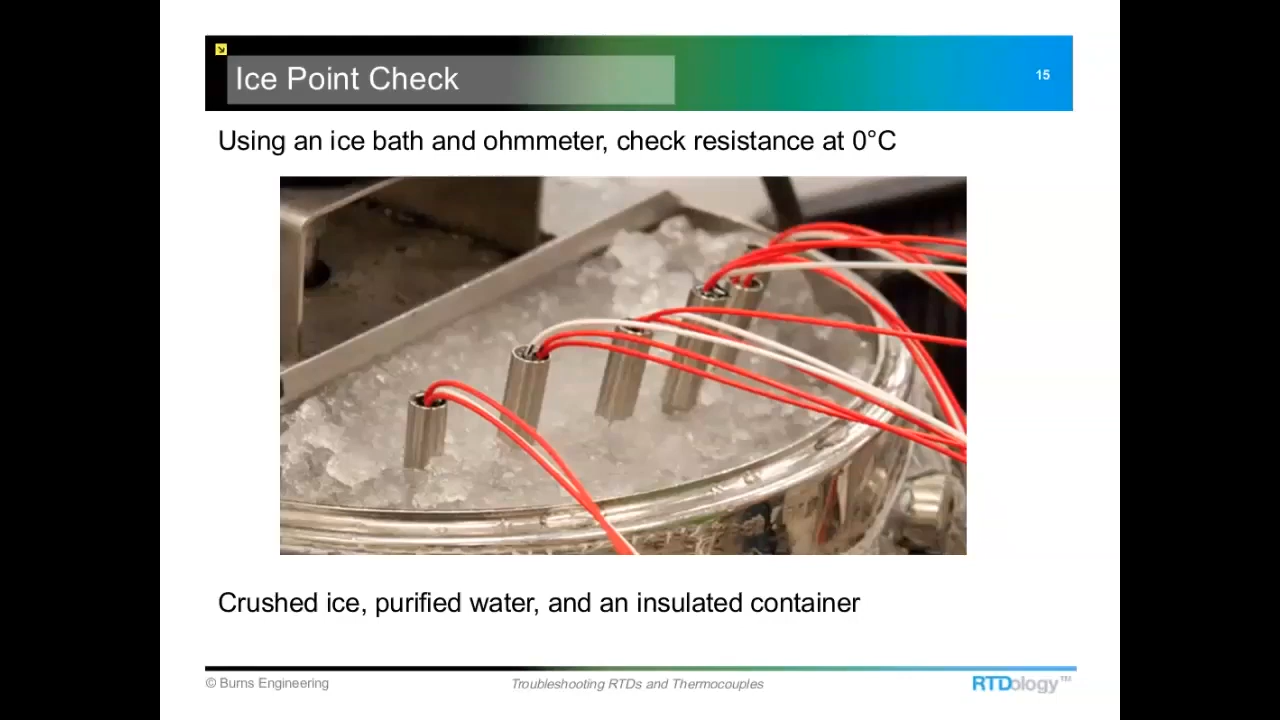 Ice Point Check
15
Using an ice bath and ohmmeter, check resistance at 0°C
Crushed ice, purified water, and an insulated container
© Burns Engineering
Troubleshooting RTDs and Thermocouples
RTDology™